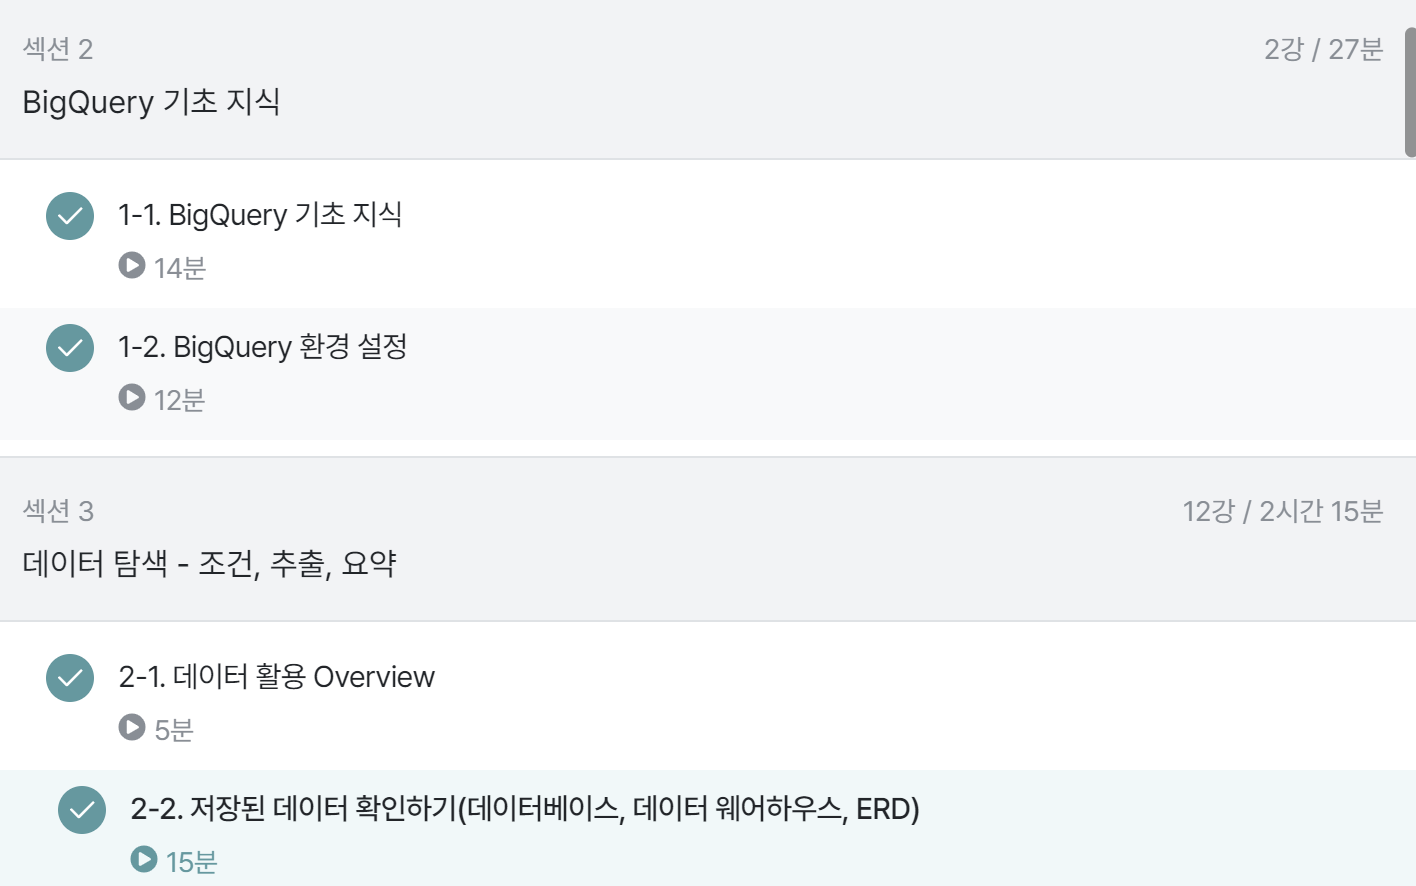 섹션 2
2강 / 27분
BigQuery 기초 지식
1-1. BigQuery 기초 지식
14분
1-2. BigQuery 환경 설정
12분
섹션 3
12강 / 2시간 15분
데이터 탐색 - 조건, 추출, 요약
2-1. 데이터 활용 Overview
5분
2-2. 저장된 데이터 확인하기(데이터베이스, 데이터 웨어하우스, ERD)
15분